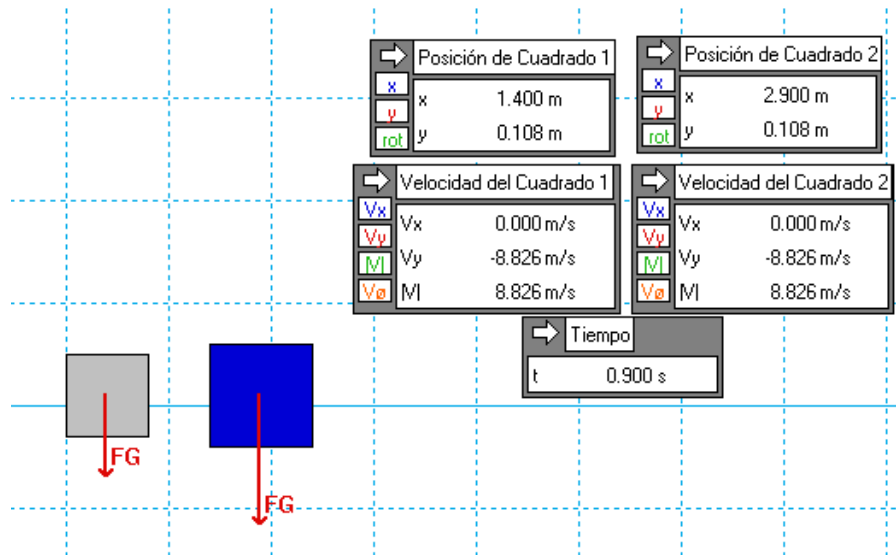 Posición de Cuadrado 1
x
y
rot
x 1.400 m
y 0.108 m
Posición de Cuadrado 2
x
y
rot
x 2.900 m
y 0.108 m
Velocidad del Cuadrado 1
Vx
Vy
|V|
Vø
Vx 0.000 m/s
Vy -8.826 m/s
|V| 8.826 m/s
Velocidad del Cuadrado 2
Vx
Vy
|V|
Vø
Vx 0.000 m/s
Vy -8.826 m/s
|V| 8.826 m/s
Tiempo
t 0.900 s
FG
FG